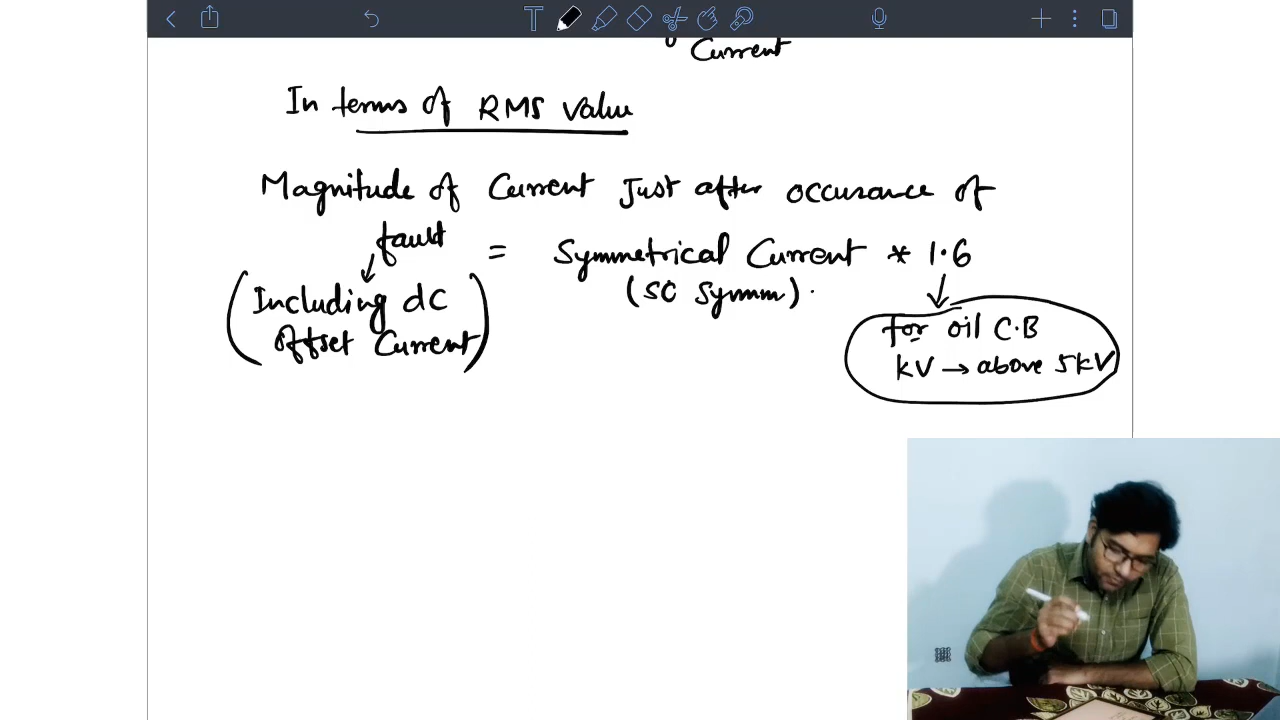 Current
In terms of RMS Value
Magnitude of Current Just after occurance of
fault = Symmetrical Current * 1.6
(SC Symm).
(Including dC
Offset Current)
for oil C.B
kV → above 5kV